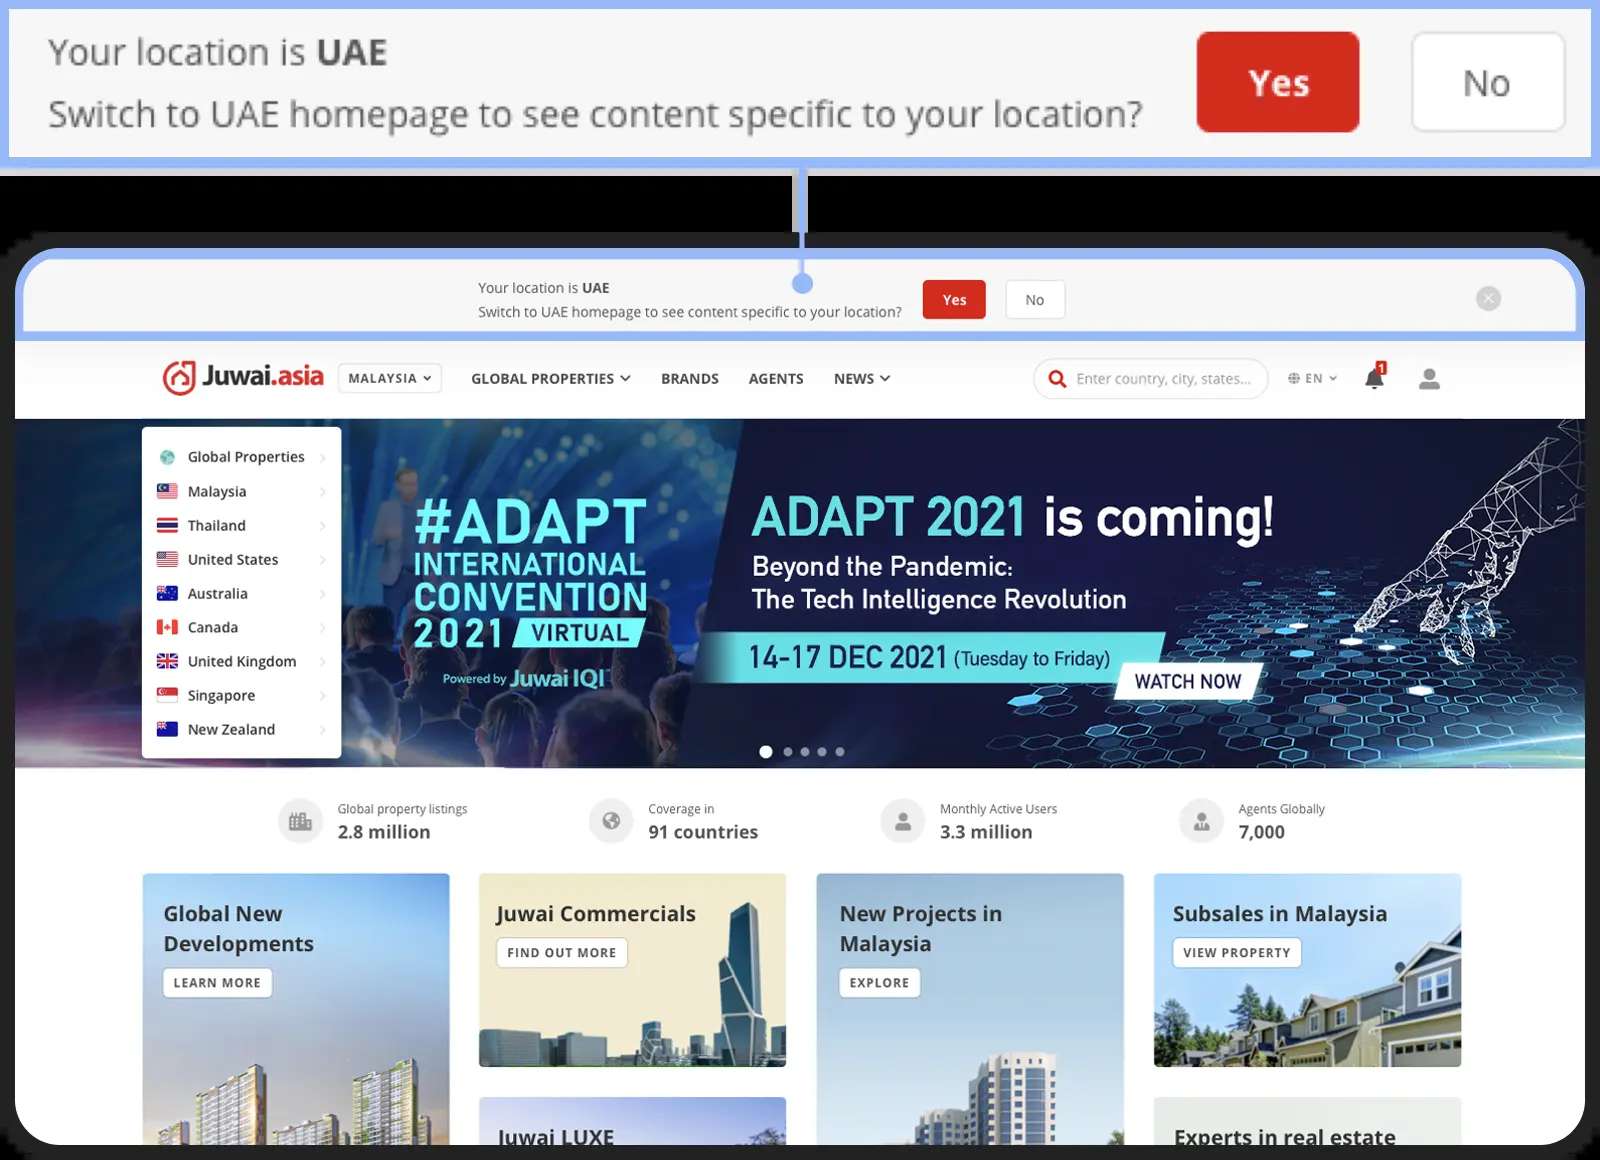 Your location is UAE
Switch to UAE homepage to see content specific to your location?
Yes
No
Your location is UAE
Switch to UAE homepage to see content specific to your location?
Yes
No
Juwai.asia
MALAYSIA
GLOBAL PROPERTIES
BRANDS
AGENTS
NEWS
Enter country, city, states...
EN
1
Global Properties
Malaysia
Thailand
United States
Australia
Canada
United Kingdom
Singapore
New Zealand
#ADAPT
INTERNATIONAL
CONVENTION
2021 VIRTUAL
Powered by Juwai IQI
ADAPT 2021 is coming!
Beyond the Pandemic:
The Tech Intelligence Revolution
14-17 DEC 2021 (Tuesday to Friday)
WATCH NOW
Global property listings
2.8 million
Coverage in
91 countries
Monthly Active Users
3.3 million
Agents Globally
7,000
Global New
Developments
LEARN MORE
Juwai Commercials
FIND OUT MORE
New Projects in
Malaysia
EXPLORE
Subsales in Malaysia
VIEW PROPERTY
Juwai LUXE
Experts in real estate